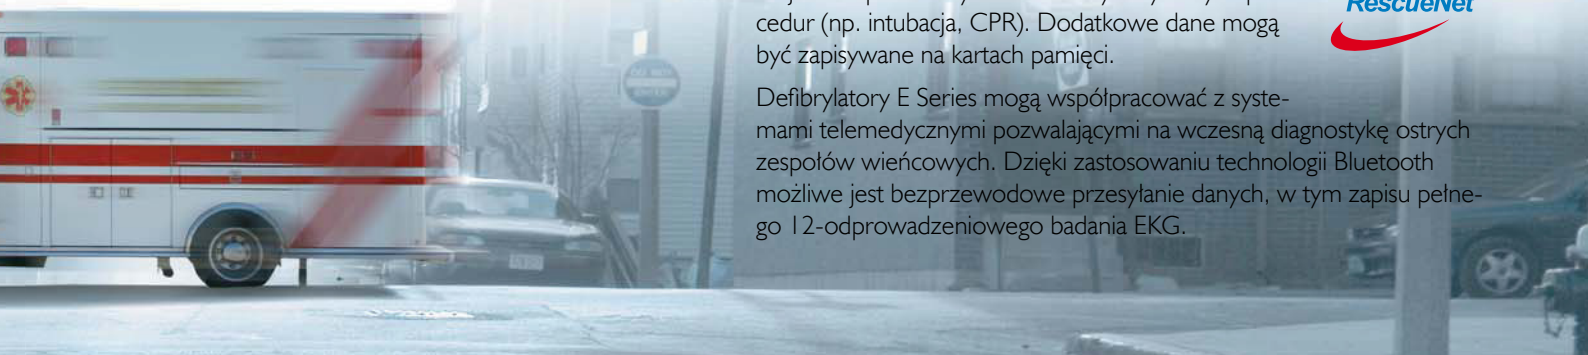 RescueNet
cedur (np. intubacja, CPR). Dodatkowe dane mogą
być zapisywane na kartach pamięci.
Defibrylatory E Series mogą współpracować z syste-
mami telemedycznymi pozwalającymi na wczesną diagnostykę ostrych
zespołów wieńcowych. Dzięki zastosowaniu technologii Bluetooth
możliwe jest bezprzewodowe przesyłanie danych, w tym zapisu pełne-
go 12-odprowadzeniowego badania EKG.